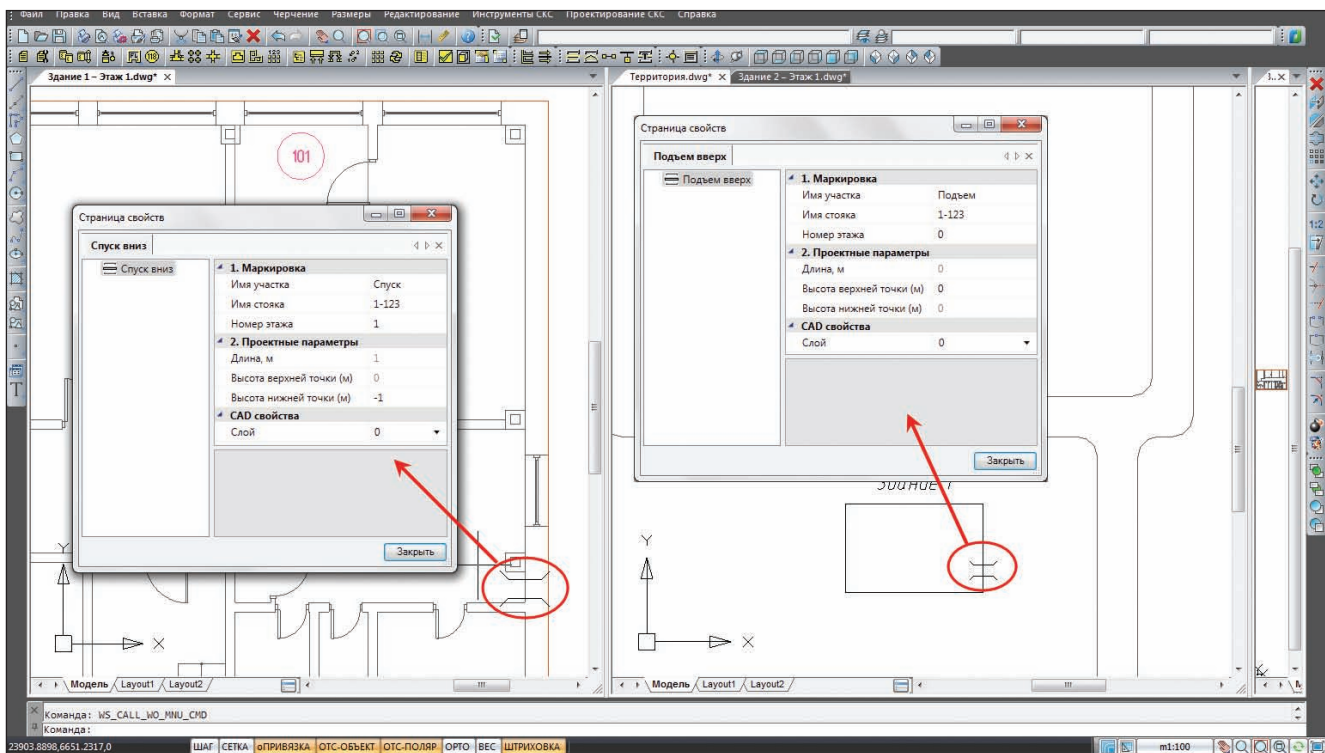 Файл Правка Вид Вставка Формат Сервис Черчение Размеры Редактирование Инструменты СКС Проектирование СКС Справка
Здание 1 – Этаж 1.dwg*
Территория.dwg* Здание 2 – Этаж 1.dwg*
101
Страница свойств
Спуск вниз
Спуск вниз
1. Маркировка
Имя участка Спуск
Имя стояка 1-123
Номер этажа 1
2. Проектные параметры
Длина, м 1
Высота верхней точки (м) 0
Высота нижней точки (м) -1
CAD свойства
Слой 0
Закрыть
Y
X
Страница свойств
Подъем вверх
Подъем вверх
1. Маркировка
Имя участка Подъем
Имя стояка 1-123
Номер этажа 0
2. Проектные параметры
Длина, м 0
Высота верхней точки (м) 0
Высота нижней точки (м) 0
CAD свойства
Слой 0
Закрыть
Y
X
1:2
T
Модель Layout1 Layout2
Модель Layout1 Layout2
Команда: WS_CALL_WO_MNU_CMD
Команда:
23903.8898,6651.2317,0 ШАГ СЕТКА оПРИВЯЗКА ОТС-ОБЪЕКТ ОТС-ПОЛЯР ОРТО ВЕС ШТРИХОВКА m1:100